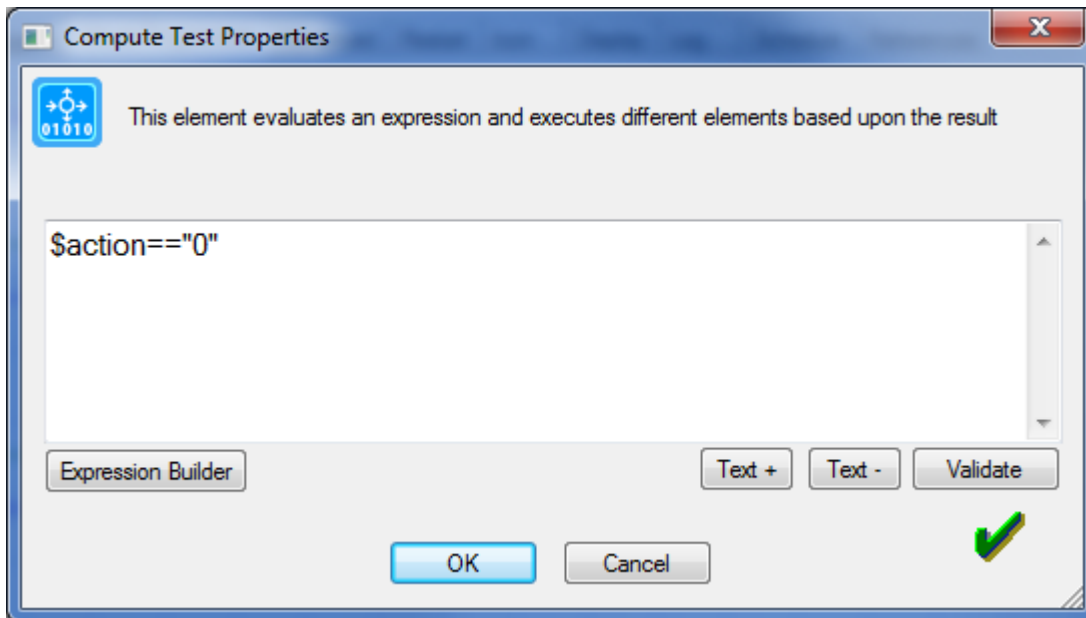 Compute Test Properties
01010
This element evaluates an expression and executes different elements based upon the result
$action=="0"
Expression Builder
Text +
Text -
Validate
OK
Cancel